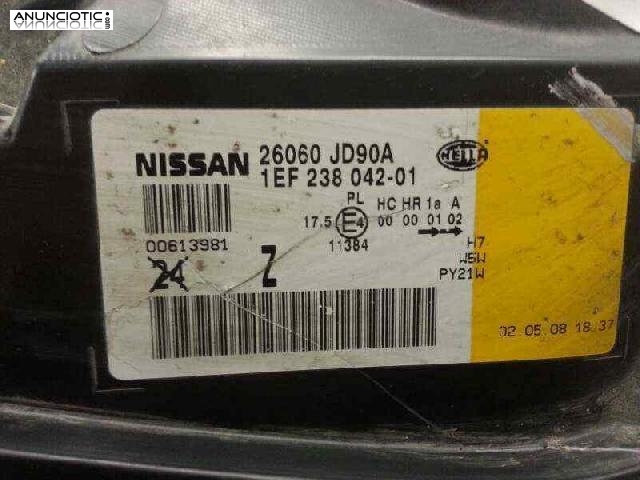 ANUNCIOTIC
.com
NISSAN 26060 JD90A HELLA
1EF 238 042-01
PL HC HR 1a A
17.5 E4 00 00 01 02
11384
00613981
H7
W5W
PY21W
24 Z
02 05 08 18 37